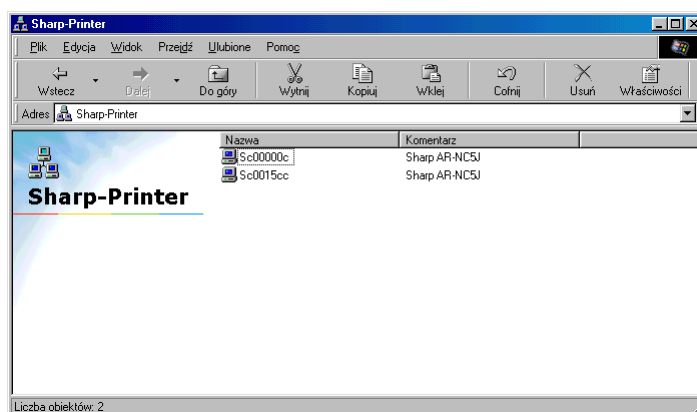 Sharp-Printer
Plik Edycja Widok Przejdź Ulubione Pomoc
Wstecz Dalej Do góry Wytnij Kopiuj Wklej Cofnij Usuń Właściwości
Adres Sharp-Printer
Nazwa Komentarz
Sc00000c Sharp AR-NC5J
Sc0015cc Sharp AR-NC5J
Sharp-Printer
Liczba obiektów: 2